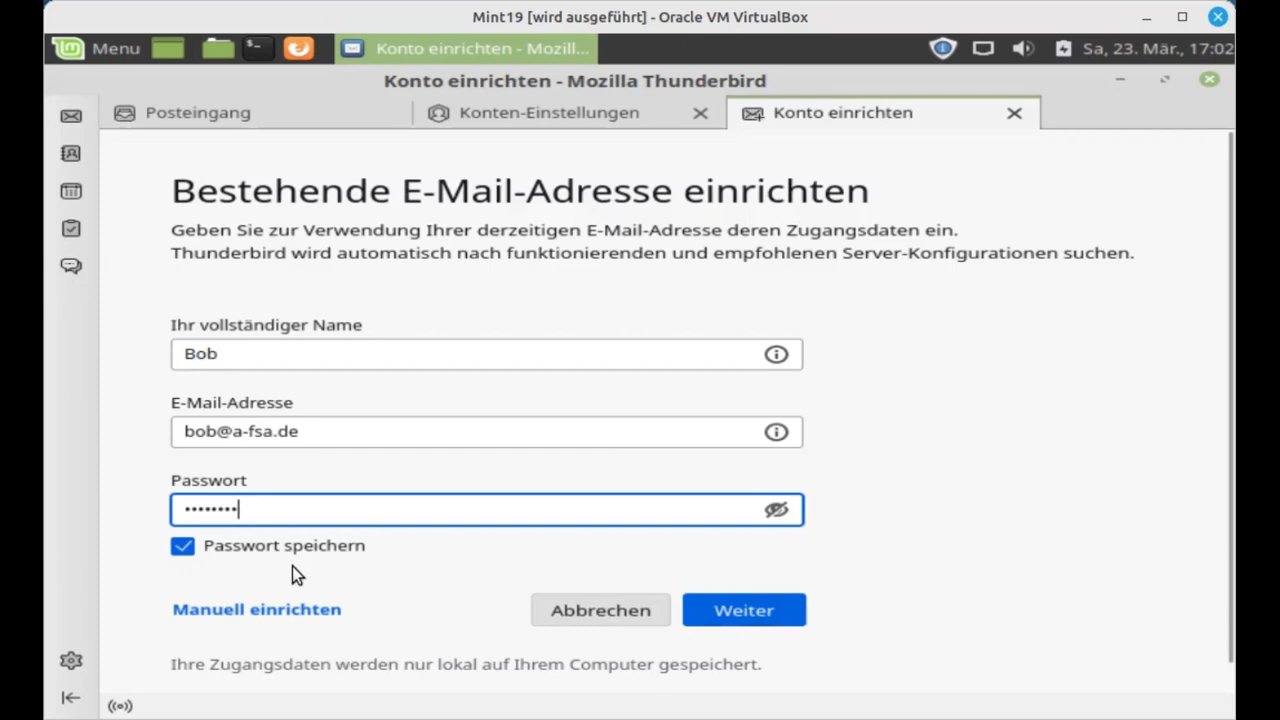 Mint19 [wird ausgeführt] - Oracle VM VirtualBox
Menu
Konto einrichten - Mozill...
Sa, 23. Mär., 17:02
Konto einrichten - Mozilla Thunderbird
Posteingang
Konten-Einstellungen
Konto einrichten
Bestehende E-Mail-Adresse einrichten
Geben Sie zur Verwendung Ihrer derzeitigen E-Mail-Adresse deren Zugangsdaten ein.
Thunderbird wird automatisch nach funktionierenden und empfohlenen Server-Konfigurationen suchen.
Ihr vollständiger Name
Bob
E-Mail-Adresse
bob@a-fsa.de
Passwort
••••••••
Passwort speichern
Manuell einrichten
Abbrechen
Weiter
Ihre Zugangsdaten werden nur lokal auf Ihrem Computer gespeichert.